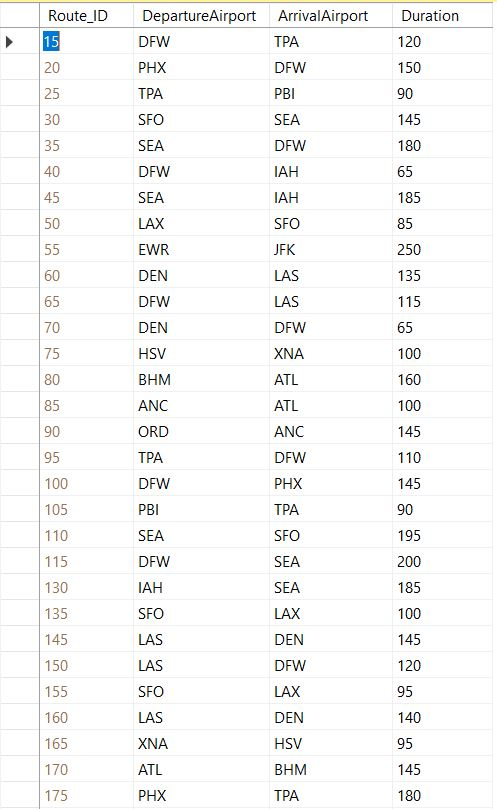 Route_ID DepartureAirport ArrivalAirport Duration
15 DFW TPA 120
20 PHX DFW 150
25 TPA PBI 90
30 SFO SEA 145
35 SEA DFW 180
40 DFW IAH 65
45 SEA IAH 185
50 LAX SFO 85
55 EWR JFK 250
60 DEN LAS 135
65 DFW LAS 115
70 DEN DFW 65
75 HSV XNA 100
80 BHM ATL 160
85 ANC ATL 100
90 ORD ANC 145
95 TPA DFW 110
100 DFW PHX 145
105 PBI TPA 90
110 SEA SFO 195
115 DFW SEA 200
130 IAH SEA 185
135 SFO LAX 100
145 LAS DEN 145
150 LAS DFW 120
155 SFO LAX 95
160 LAS DEN 140
165 XNA HSV 95
170 ATL BHM 145
175 PHX TPA 180